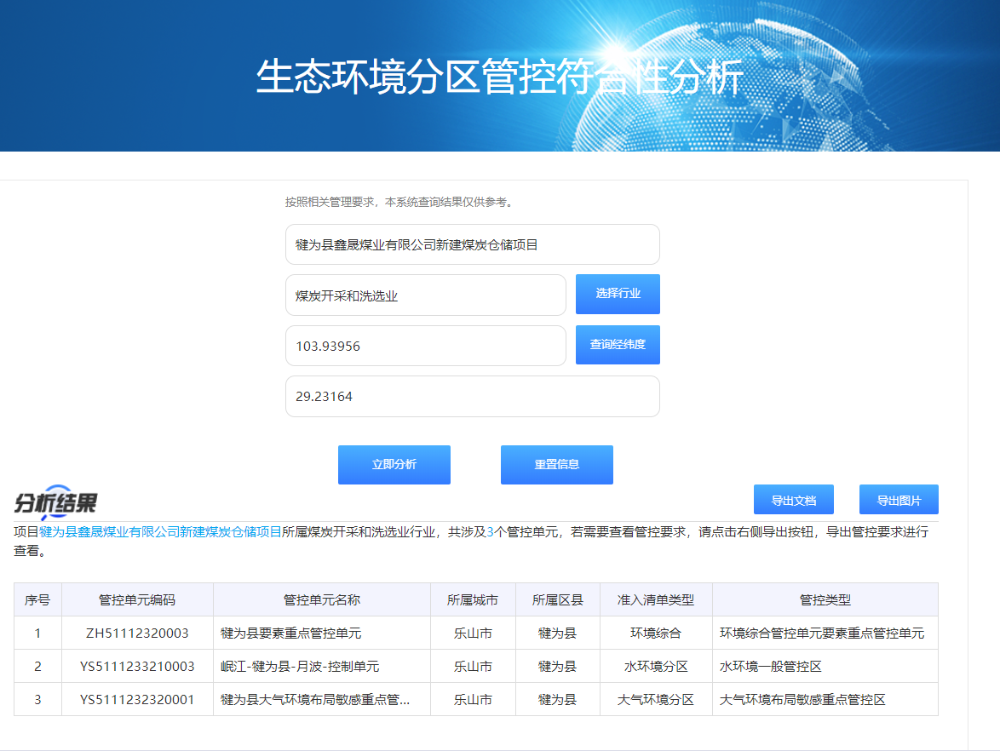 生态环境分区管控符合性分析
按照相关管理要求，本系统查询结果仅供参考。
犍为县鑫晟煤业有限公司新建煤炭仓储项目
煤炭开采和洗选业
选择行业
103.93956
查询经纬度
29.23164
立即分析
重置信息
分析结果
导出文档
导出图片
项目犍为县鑫晟煤业有限公司新建煤炭仓储项目所属煤炭开采和洗选业行业，共涉及3个管控单元，若需要查看管控要求，请点击右侧导出按钮，导出管控要求进行
查看。
序号 管控单元编码 管控单元名称 所属城市 所属区县 准入清单类型 管控类型
1 ZH51112320003 犍为县要素重点管控单元 乐山市 犍为县 环境综合 环境综合管控单元要素重点管控单元
2 YS5111233210003 岷江-犍为县-月波-控制单元 乐山市 犍为县 水环境分区 水环境一般管控区
3 YS5111232320001 犍为县大气环境布局敏感重点管... 乐山市 犍为县 大气环境分区 大气环境布局敏感重点管控区